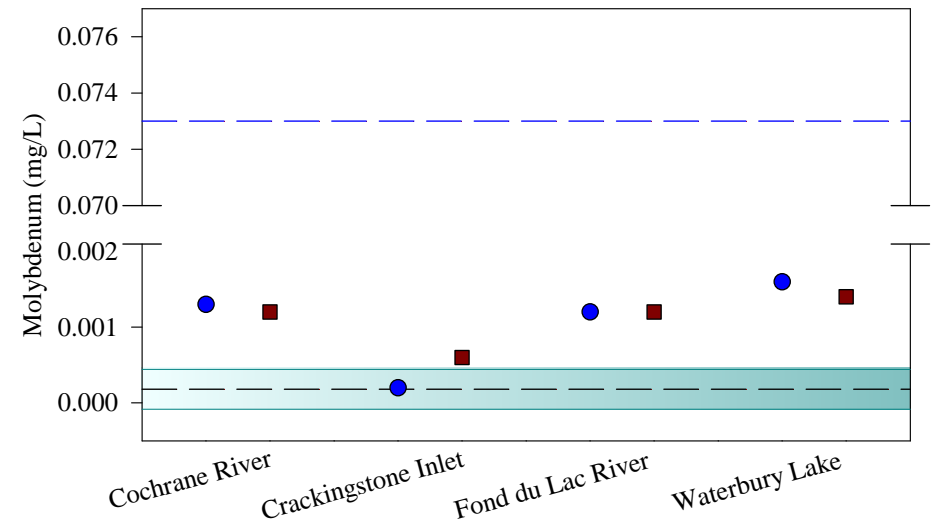 Molybdenum (mg/L)
0.076
0.074
0.072
0.070
0.002
0.001
0.000
Cochrane River
Crackingstone Inlet
Fond du Lac River
Waterbury Lake